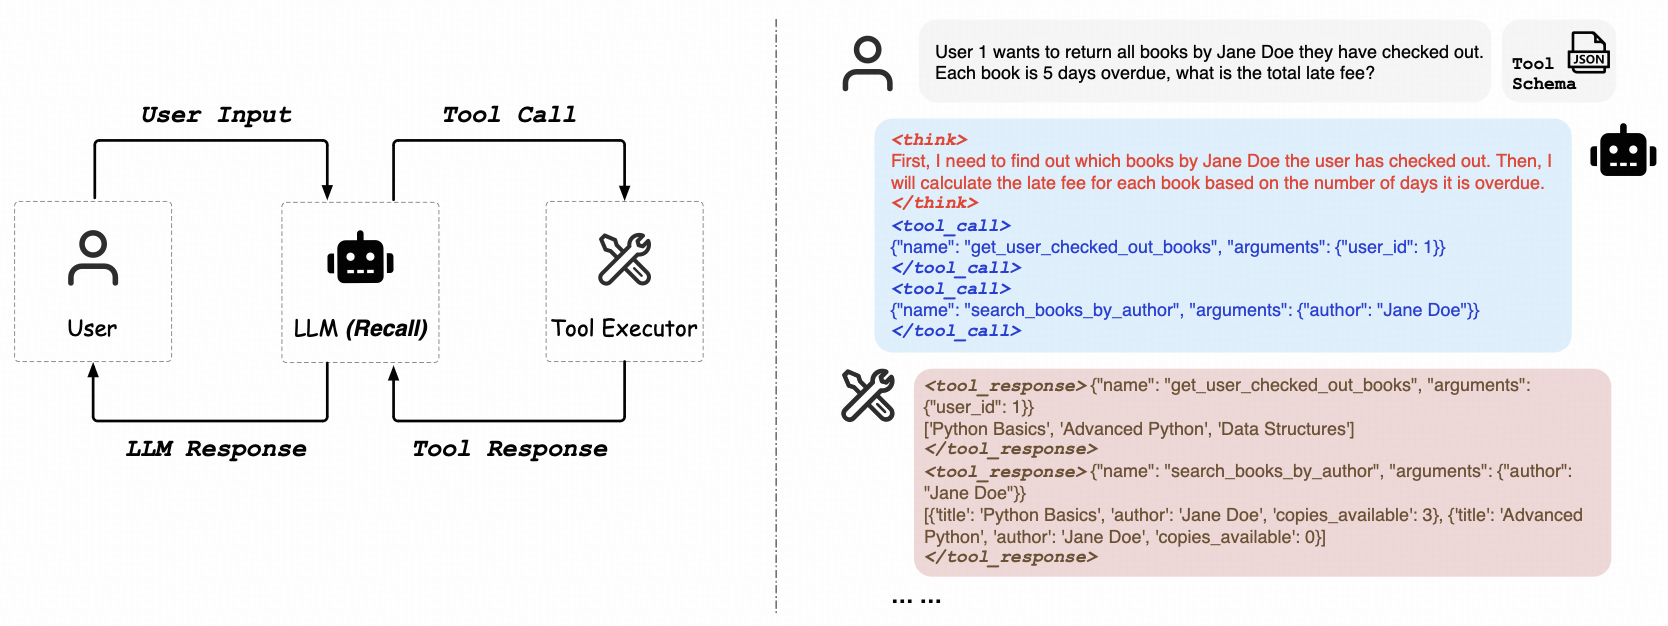 User Input
Tool Call
User
LLM (Recall)
Tool Executor
LLM Response
Tool Response
User 1 wants to return all books by Jane Doe they have checked out.
Each book is 5 days overdue, what is the total late fee?
Tool
Schema
JSON
<think>
First, I need to find out which books by Jane Doe the user has checked out. Then, I
will calculate the late fee for each book based on the number of days it is overdue.
</think>
<tool_call>
{"name": "get_user_checked_out_books", "arguments": {"user_id": 1}}
</tool_call>
<tool_call>
{"name": "search_books_by_author", "arguments": {"author": "Jane Doe"}}
</tool_call>
<tool_response> {"name": "get_user_checked_out_books", "arguments":
{"user_id": 1}}
['Python Basics', 'Advanced Python', 'Data Structures']
</tool_response>
<tool_response> {"name": "search_books_by_author", "arguments": {"author":
"Jane Doe"}}
[{'title': 'Python Basics', 'author': 'Jane Doe', 'copies_available': 3}, {'title': 'Advanced
Python', 'author': 'Jane Doe', 'copies_available': 0}]
</tool_response>
... ...